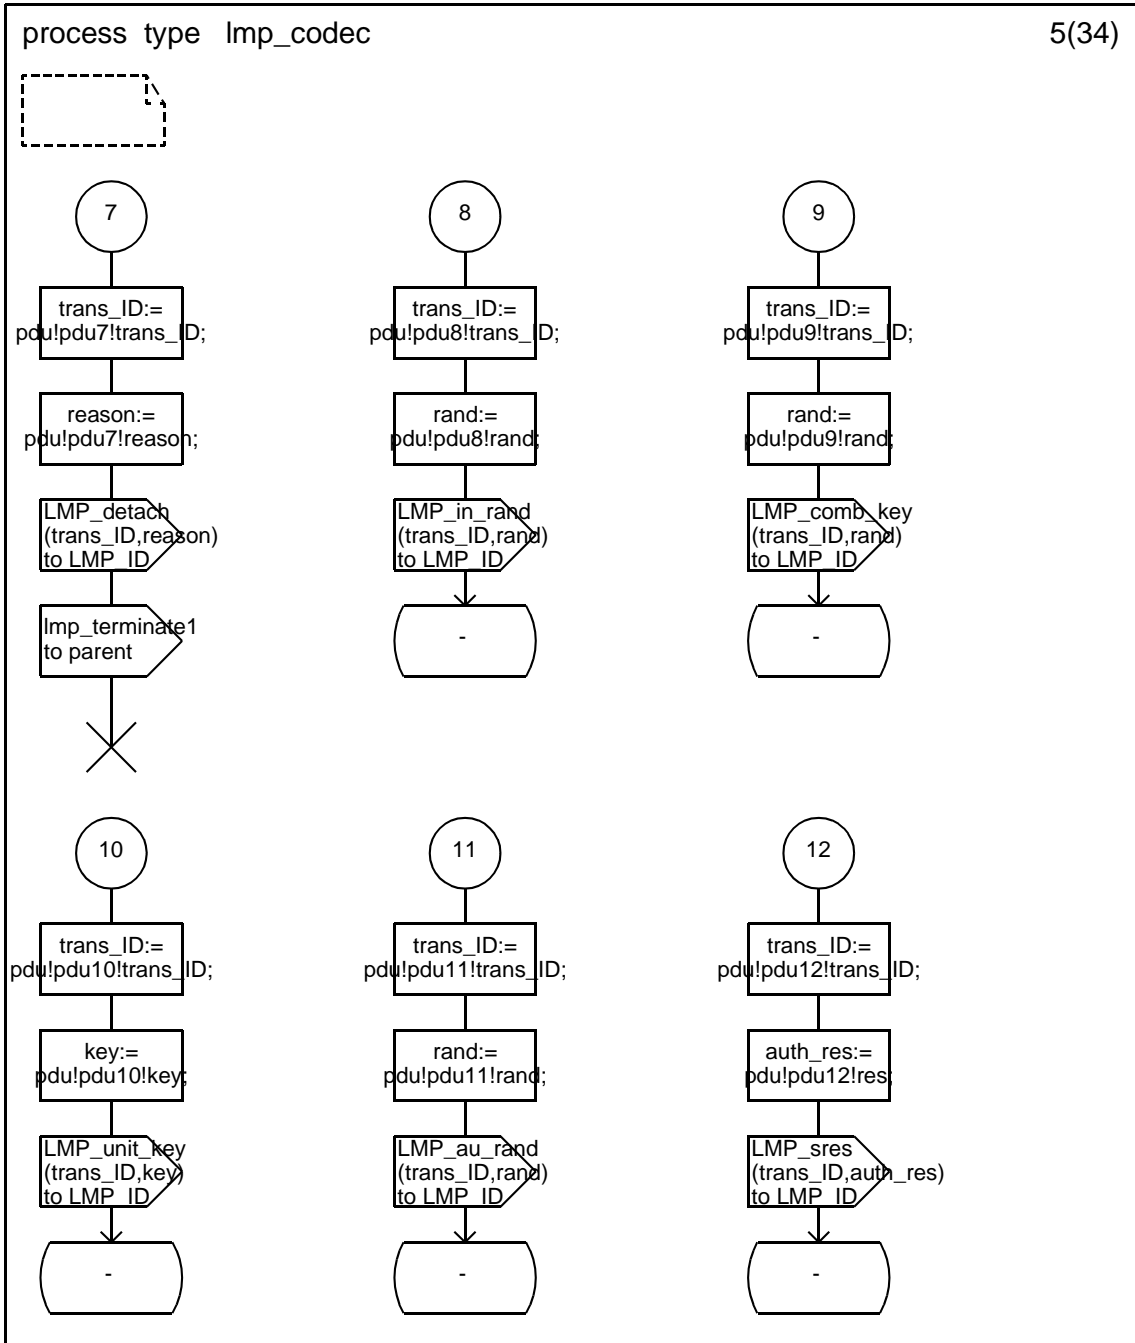 process type lmp_codec
5(34)
7
trans_ID:=
pdu!pdu7!trans_ID;
reason:=
pdu!pdu7!reason;
LMP_detach
(trans_ID,reason)
to LMP_ID
lmp_terminate1
to parent
8
trans_ID:=
pdu!pdu8!trans_ID;
rand:=
pdu!pdu8!rand;
LMP_in_rand
(trans_ID,rand)
to LMP_ID
-
9
trans_ID:=
pdu!pdu9!trans_ID;
rand:=
pdu!pdu9!rand;
LMP_comb_key
(trans_ID,rand)
to LMP_ID
-
10
trans_ID:=
pdu!pdu10!trans_ID;
key:=
pdu!pdu10!key;
LMP_unit_key
(trans_ID,key)
to LMP_ID
-
11
trans_ID:=
pdu!pdu11!trans_ID;
rand:=
pdu!pdu11!rand;
LMP_au_rand
(trans_ID,rand)
to LMP_ID
-
12
trans_ID:=
pdu!pdu12!trans_ID;
auth_res:=
pdu!pdu12!res;
LMP_sres
(trans_ID,auth_res)
to LMP_ID
-